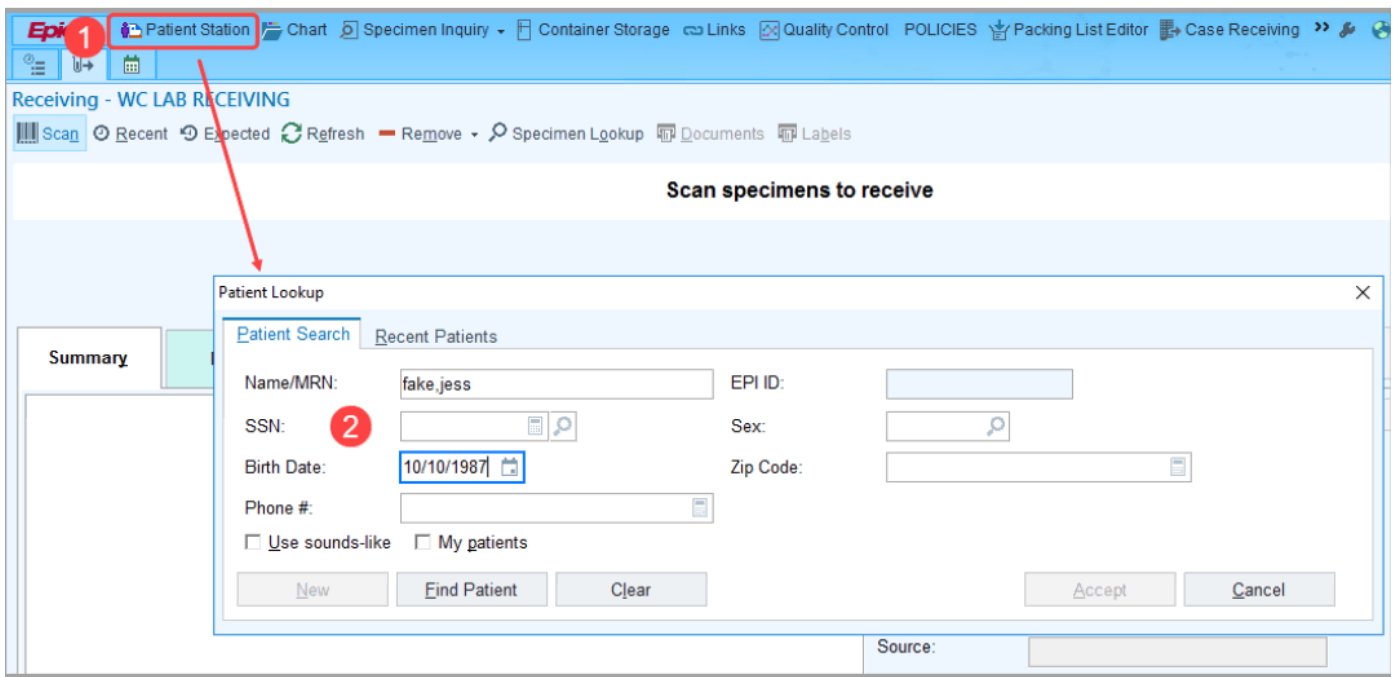 Epic Patient Station Chart Specimen Inquiry Container Storage Links Quality Control POLICIES Packing List Editor Case Receiving
1
Receiving - WC LAB RECEIVING
Scan Recent Expected Refresh Remove Specimen Lookup Documents Labels
Scan specimens to receive
Patient Lookup
Patient Search Recent Patients
Summary
Name/MRN: fake,jess EPI ID:
SSN: 2 Sex:
Birth Date: 10/10/1987 Zip Code:
Phone #:
Use sounds-like My patients
New Find Patient Clear Accept Cancel
Source: